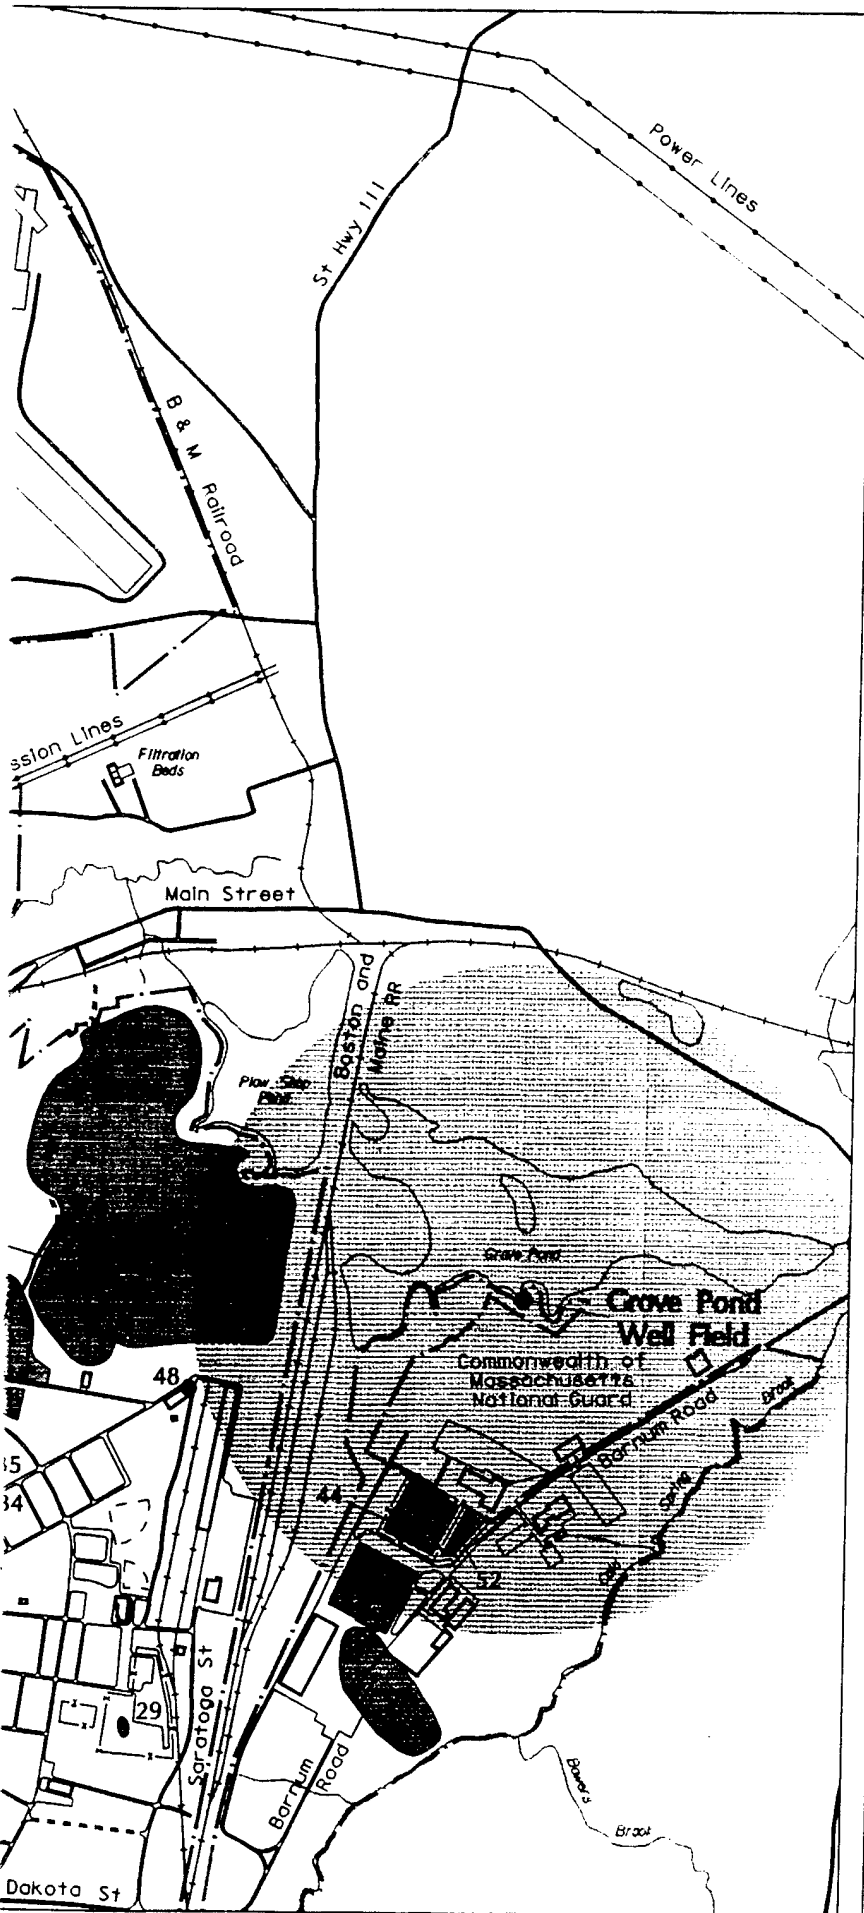 Power Lines
St Hwy 111
B & M Railroad
ssion Lines
Filtration
Beds
Main Street
Boston and
Maine RR
Plow Shop
Pond
Grove Pond
Grove Pond
Well Field
Commonwealth of
Massachusetts
National Guard
48
Barnum Road
Brook
Spring
Cold
35
34
44
52
29
Saratoga St
Barnum
Road
Bowers
Brook
Dakota St